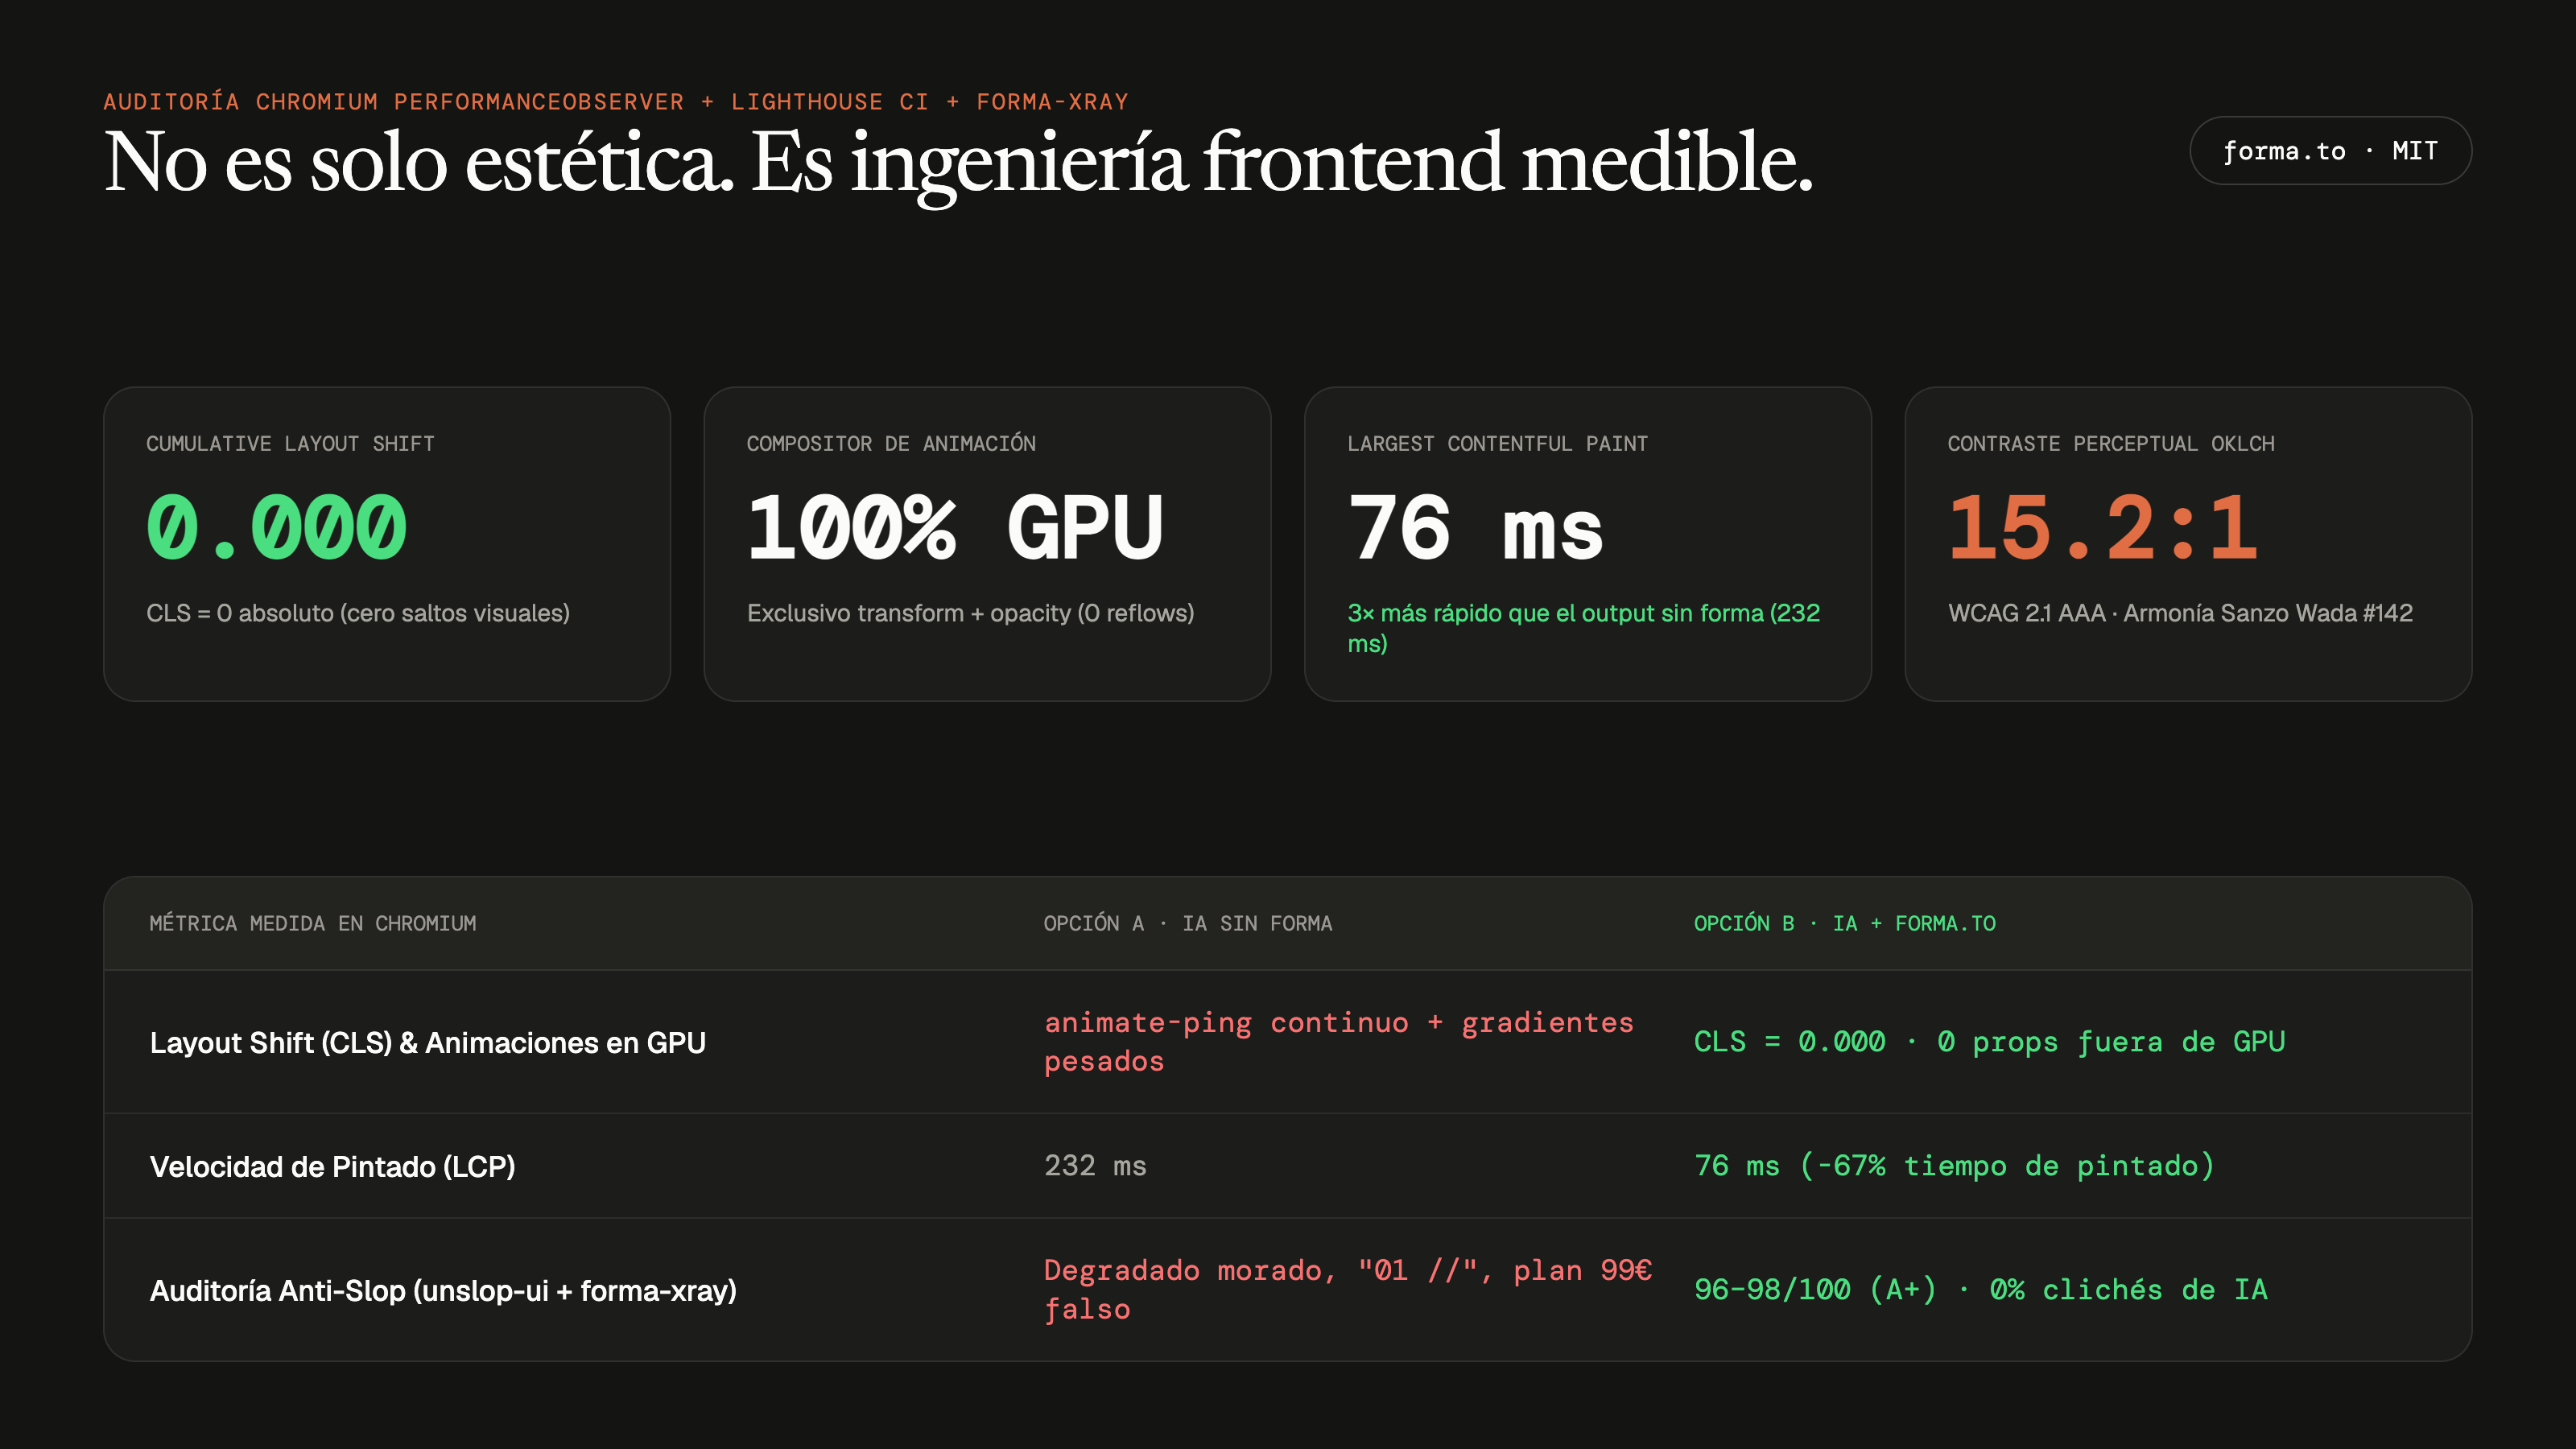 AUDITORÍA CHROMIUM PERFORMANCEOBSERVER + LIGHTHOUSE CI + FORMA-XRAY
No es solo estética. Es ingeniería frontend medible.
forma.to · MIT
CUMULATIVE LAYOUT SHIFT
0.000
CLS = 0 absoluto (cero saltos visuales)
COMPOSITOR DE ANIMACIÓN
100% GPU
Exclusivo transform + opacity (0 reflows)
LARGEST CONTENTFUL PAINT
76 ms
3× más rápido que el output sin forma (232
ms)
CONTRASTE PERCEPTUAL OKLCH
15.2:1
WCAG 2.1 AAA · Armonía Sanzo Wada #142
MÉTRICA MEDIDA EN CHROMIUM
OPCIÓN A · IA SIN FORMA
OPCIÓN B · IA + FORMA.TO
Layout Shift (CLS) & Animaciones en GPU
animate-ping continuo + gradientes
pesados
CLS = 0.000 · 0 props fuera de GPU
Velocidad de Pintado (LCP)
232 ms
76 ms (-67% tiempo de pintado)
Auditoría Anti-Slop (unslop-ui + forma-xray)
Degradado morado, "01 //", plan 99€
falso
96–98/100 (A+) · 0% clichés de IA